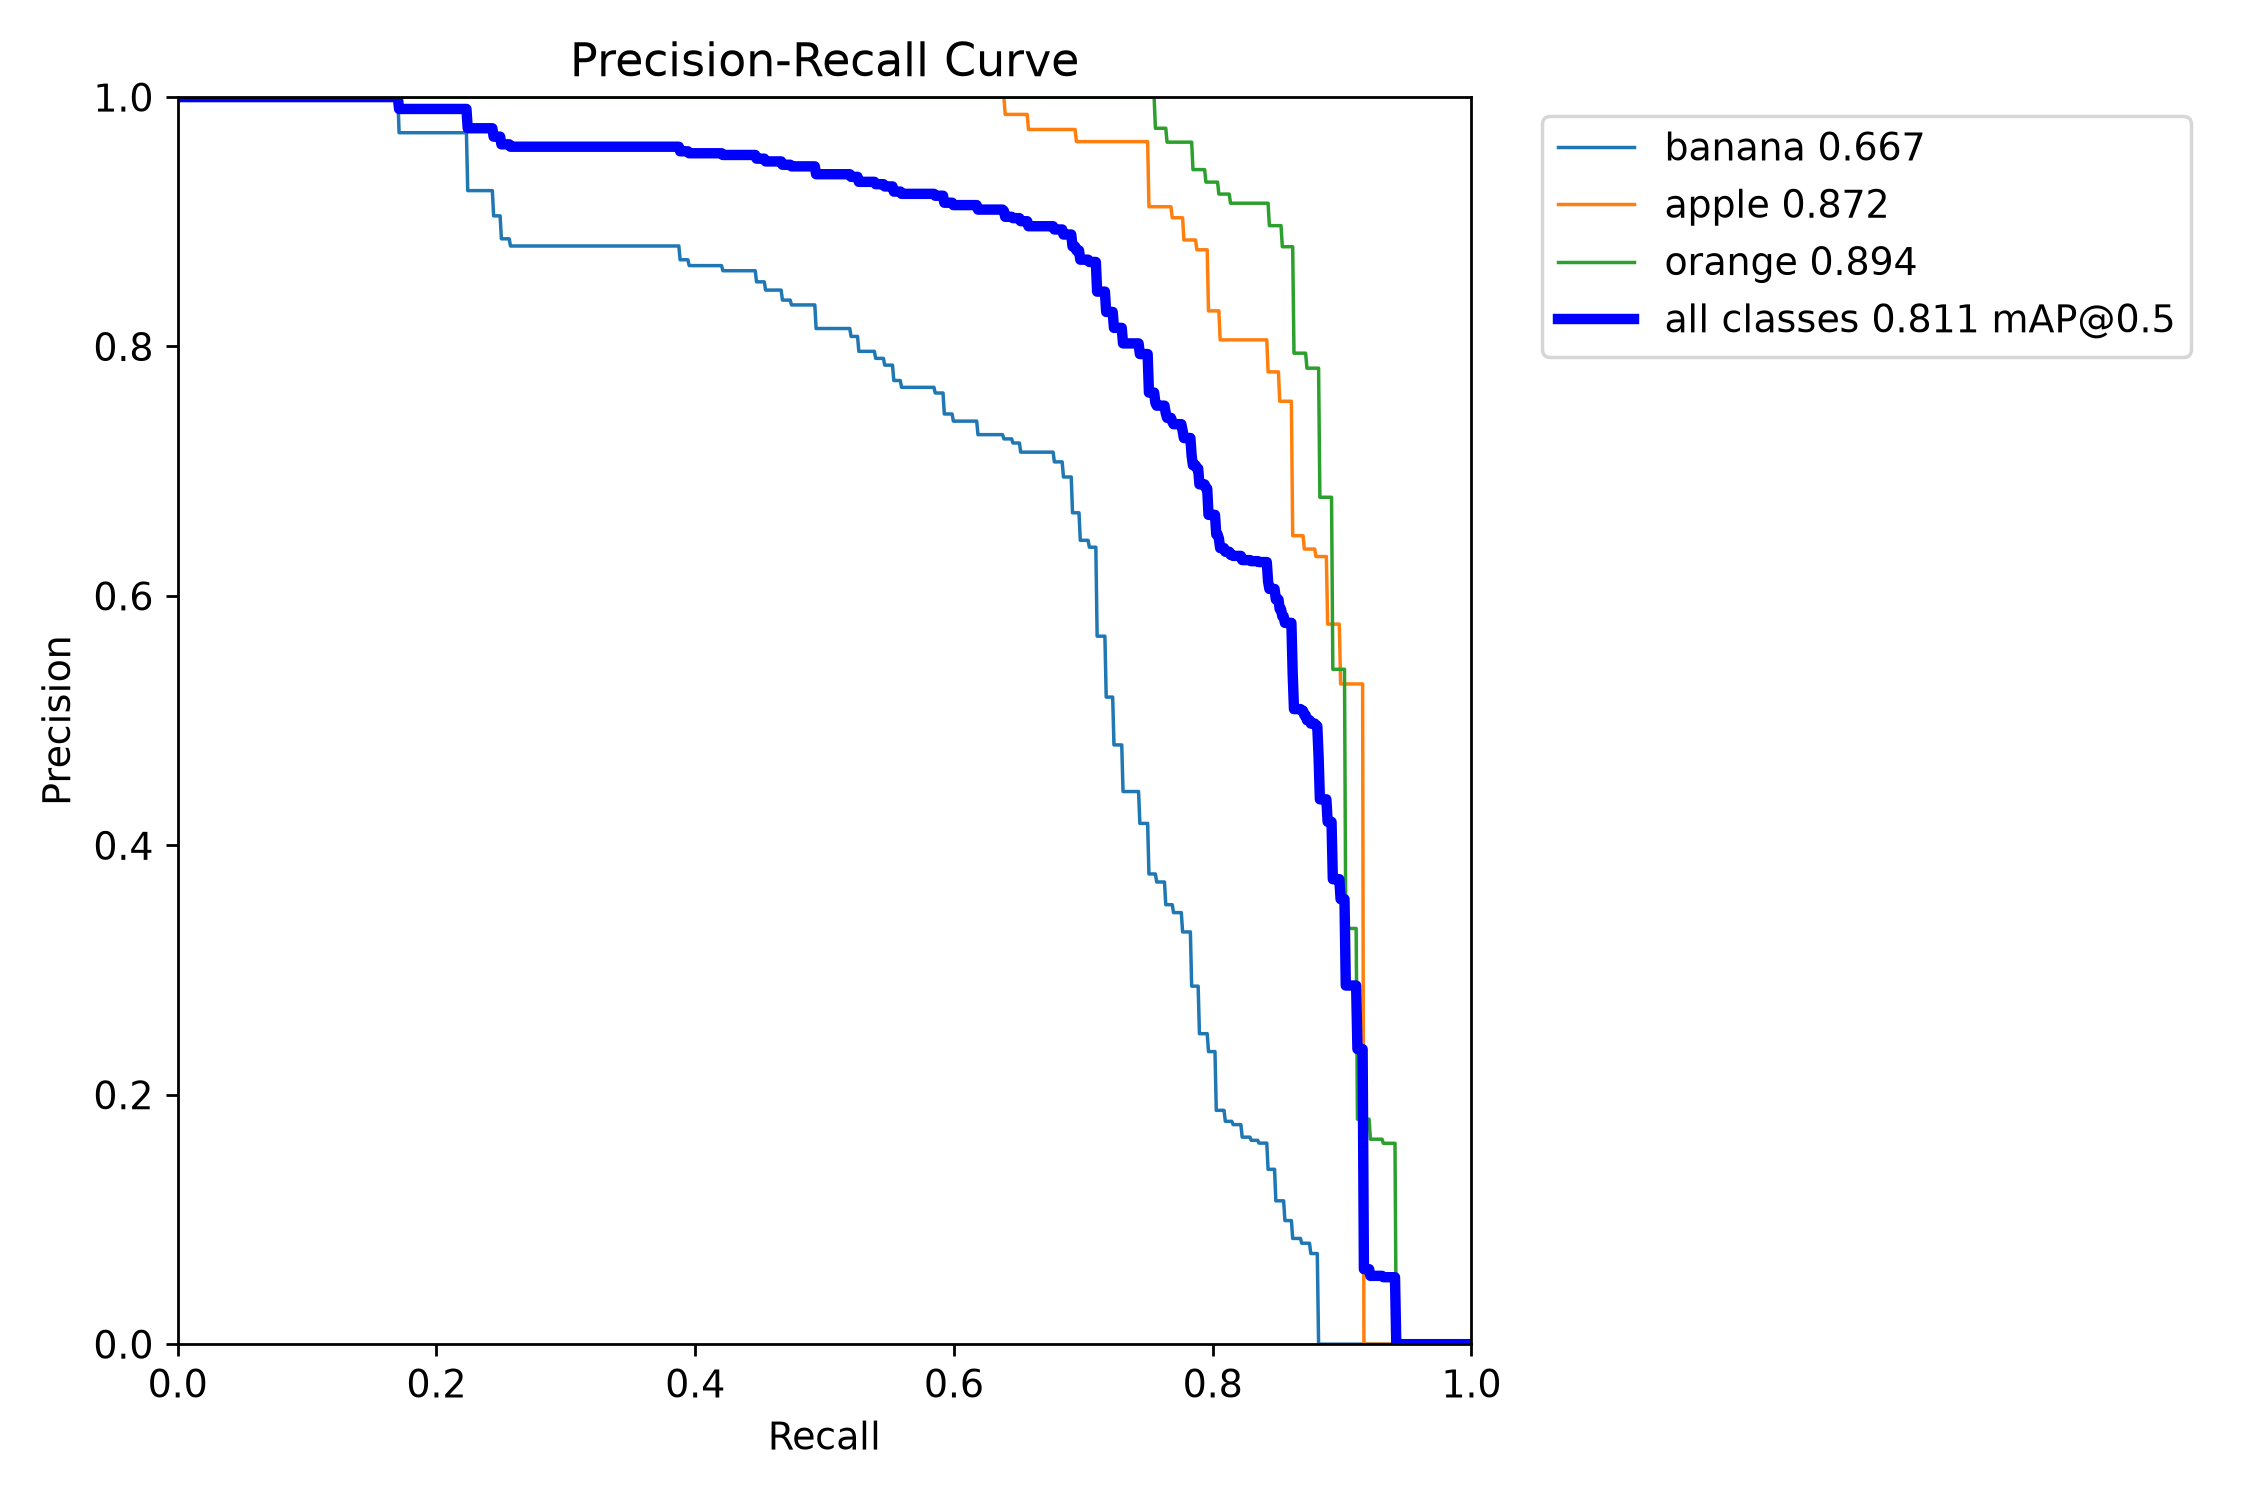 Precision-Recall Curve
1.0
0.8
0.6
0.4
0.2
0.0
Precision
0.0 0.2 0.4 0.6 0.8 1.0
Recall
banana 0.667
apple 0.872
orange 0.894
all classes 0.811 mAP@0.5